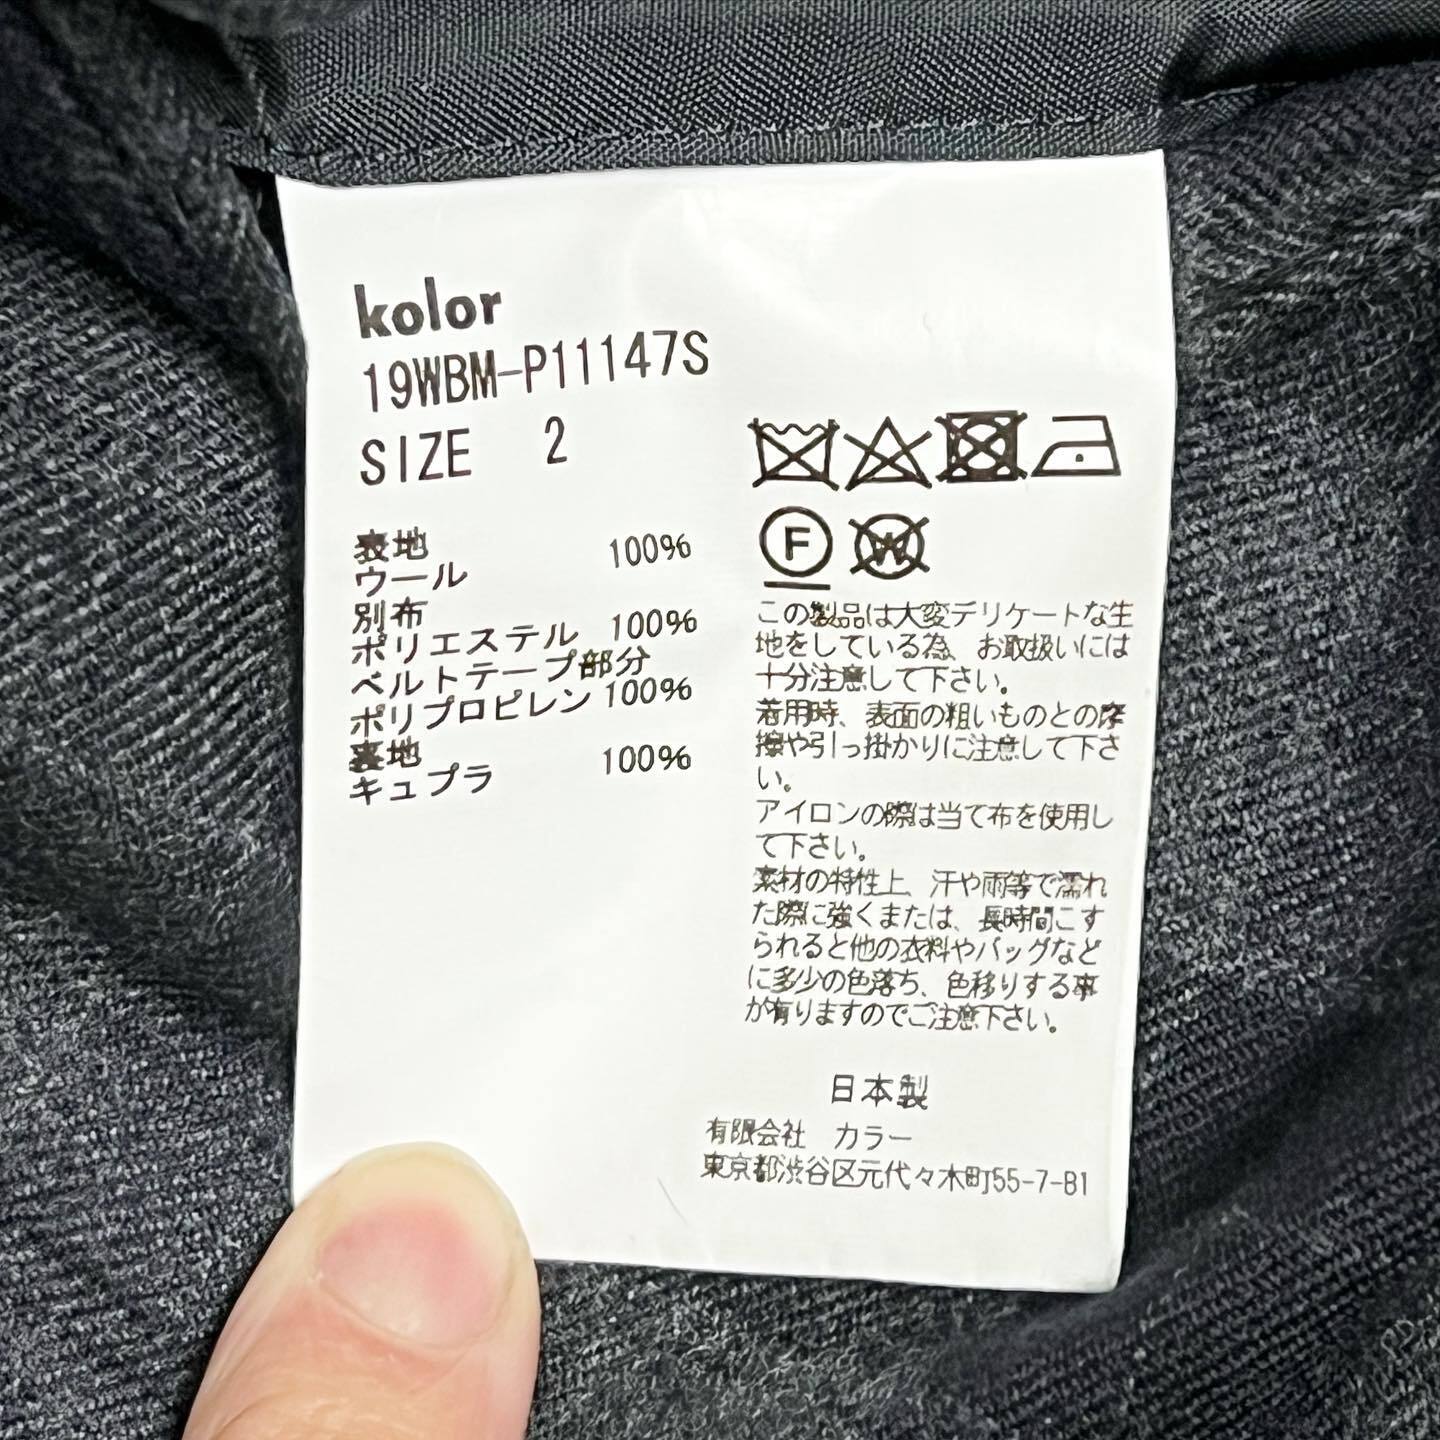 kolor
19WBM-P11147S
SIZE 2
表地
ウール 100%
別布
ポリエステル 100%
ベルトテープ部分
ポリプロピレン 100%
裏地
キュプラ 100%
F
W
この製品は大変デリケートな生
地をしている為、お取扱いには
十分注意して下さい。
着用時、表面の粗いものとの摩
擦や引っ掛かりに注意して下さ
い。
アイロンの際は当て布を使用し
て下さい。
素材の特性上、汗や雨等で濡れ
た際に強くまたは、長時間こす
られると他の衣料やバッグなど
に多少の色落ち、色移りする事
が有りますのでご注意下さい。
日本製
有限会社 カラー
東京都渋谷区元代々木町55-7-B1